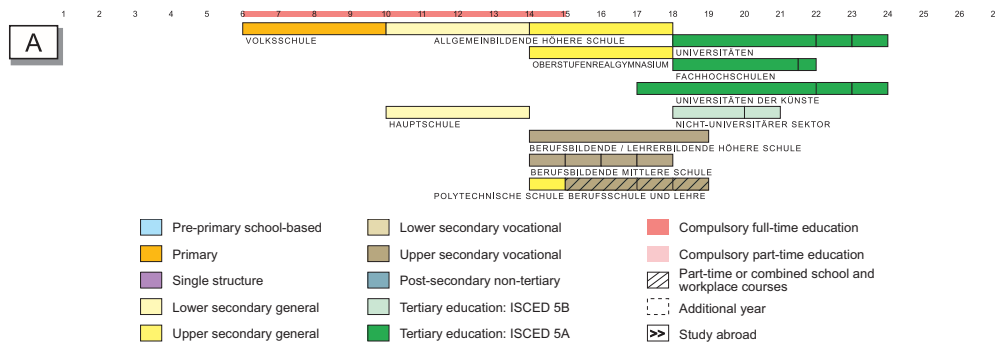 1 2 3 4 5 6 7 8 9 10 11 12 13 14 15 16 17 18 19 20 21 22 23 24 25 26 2
A
VOLKSSCHULE ALLGEMEINBILDENDE HÖHERE SCHULE UNIVERSITÄTEN
OBERSTUFENREALGYMNASIUM FACHHOCHSCHULEN
UNIVERSITÄTEN DER KÜNSTE
HAUPTSCHULE NICHT-UNIVERSITÄRER SEKTOR
BERUFSBILDENDE / LEHRERBILDENDE HÖHERE SCHULE
BERUFSBILDENDE MITTLERE SCHULE
POLYTECHNISCHE SCHULE BERUFSSCHULE UND LEHRE
Pre-primary school-based
Primary
Single structure
Lower secondary general
Upper secondary general
Lower secondary vocational
Upper secondary vocational
Post-secondary non-tertiary
Tertiary education: ISCED 5B
Tertiary education: ISCED 5A
Compulsory full-time education
Compulsory part-time education
Part-time or combined school and
workplace courses
Additional year
>> Study abroad